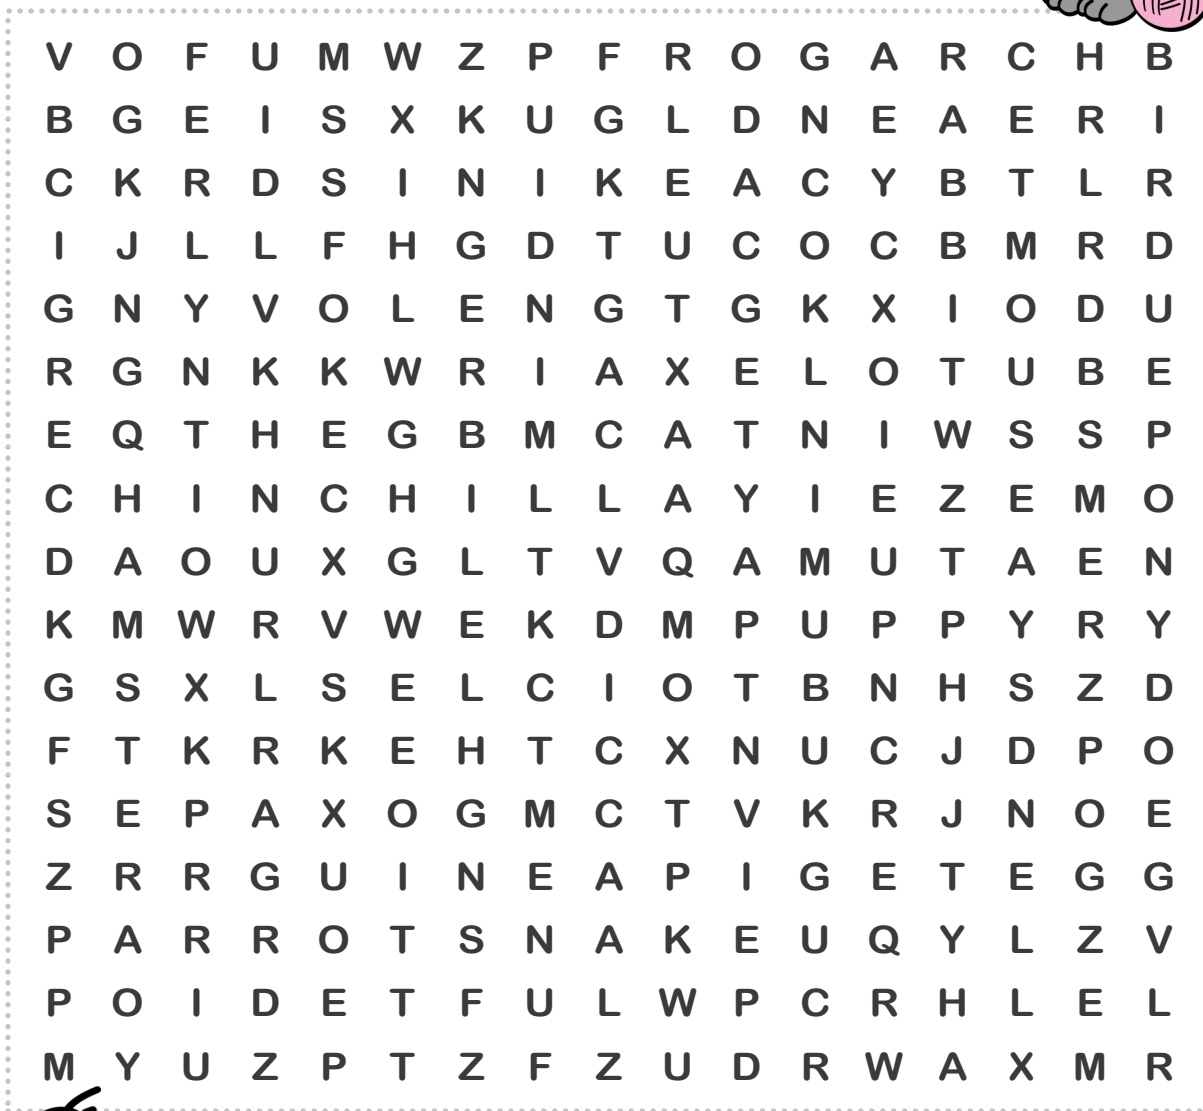 V O F U M W Z P F R O G A R C H B
B G E I S X K U G L D N E A E R I
C K R D S I N I K E A C Y B T L R
I J L L F H G D T U C O C B M R D
G N Y V O L E N G T G K X I O D U
R G N K K W R I A X E L O T U B E
E Q T H E G B M C A T N I W S S P
C H I N C H I L L A Y I E Z E M O
D A O U X G L T V Q A M U T A E N
K M W R V W E K D M P U P P Y R Y
G S X L S E L C I O T B N H S Z D
F T K R K E H T C X N U C J D P O
S E P A X O G M C T V K R J N O E
Z R R G U I N E A P I G E T E G G
P A R R O T S N A K E U Q Y L Z V
P O I D E T F U L W P C R H L E L
M Y U Z P T Z F Z U D R W A X M R